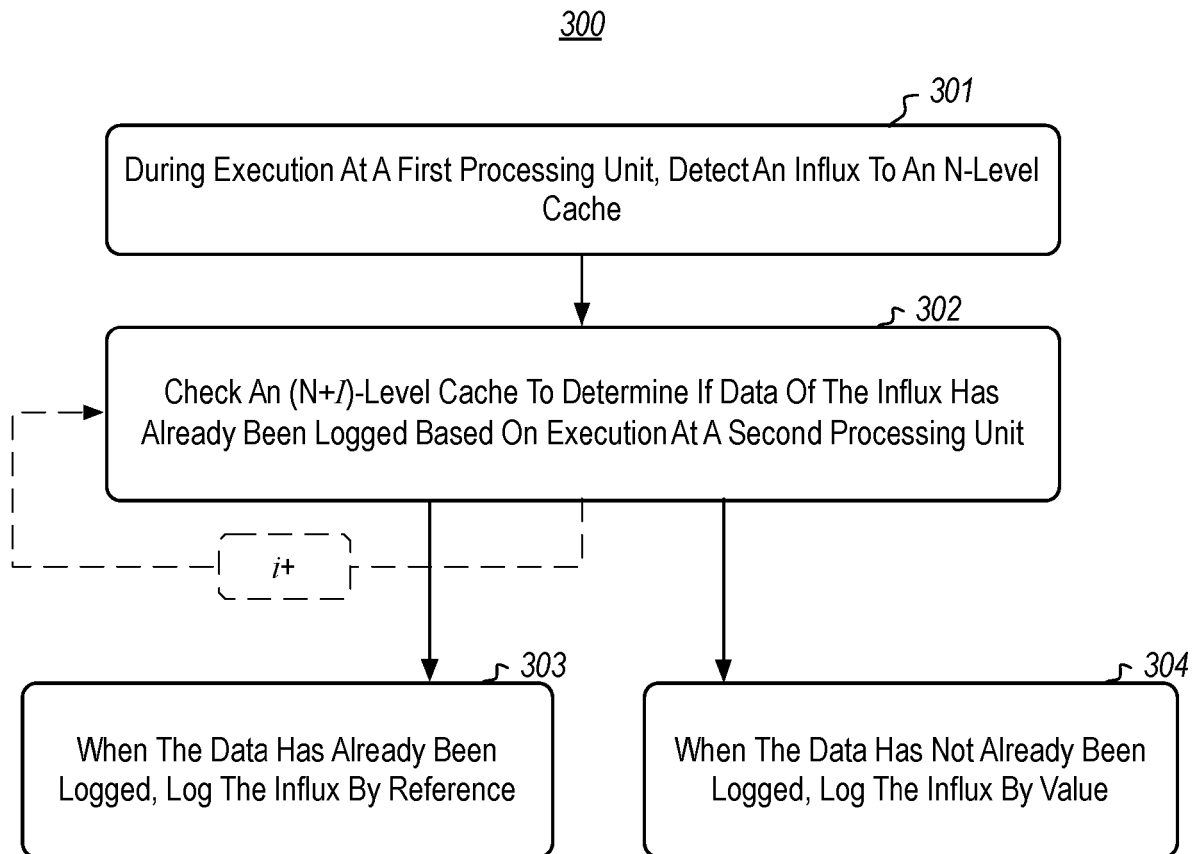 300
301
During Execution At A First Processing Unit, Detect An Influx To An N-Level
Cache
302
Check An (N+I)-Level Cache To Determine If Data Of The Influx Has
Already Been Logged Based On Execution At A Second Processing Unit
i+
303
When The Data Has Already Been
Logged, Log The Influx By Reference
304
When The Data Has Not Already Been
Logged, Log The Influx By Value